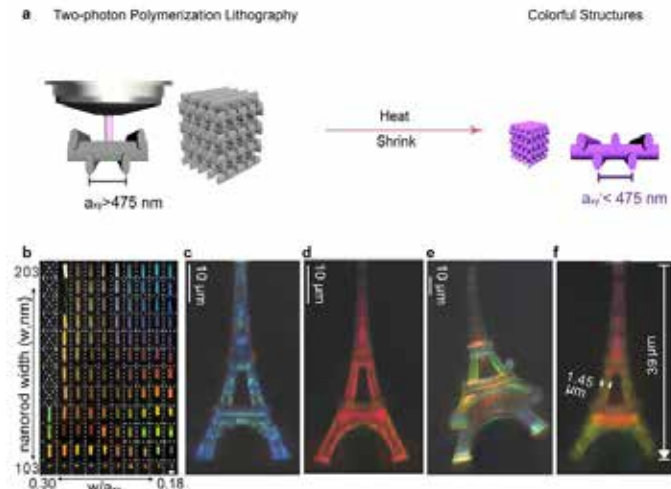 a Two-photon Polymerization Lithography
Colorful Structures
Heat
Shrink
axy>475 nm
axy'< 475 nm
b
c
d
e
f
203
nanorod width (w,nm)
103
0.30
w/axy
0.18
10 μm
10 μm
10 μm
1.45
μm
39 μm